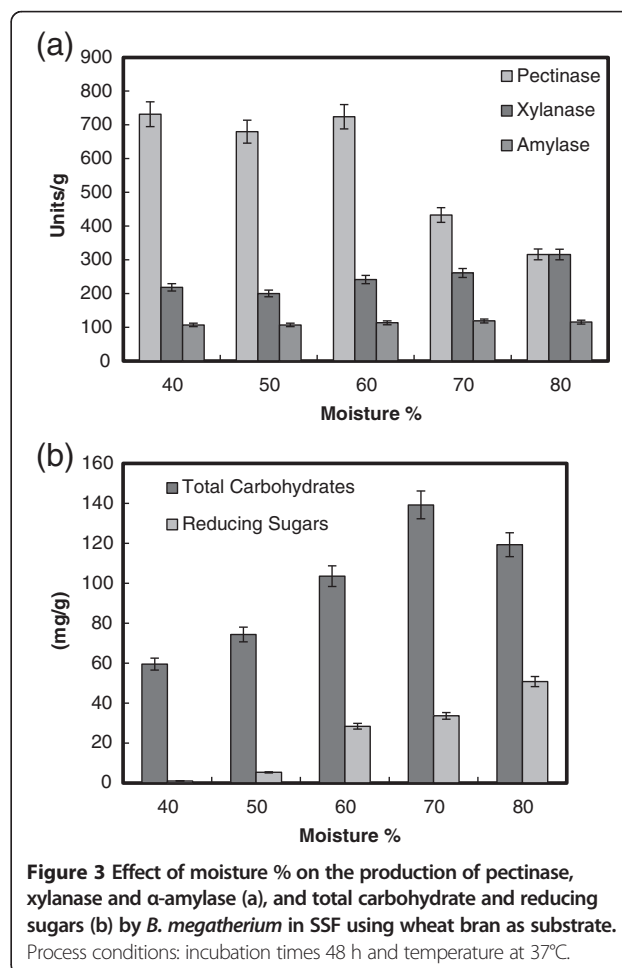 (a)
900
800
700
600
500
400
300
200
100
0
Units/g
Pectinase
Xylanase
Amylase
40 50 60 70 80
Moisture %
(b)
160
140
120
100
80
60
40
20
0
(mg/g)
Total Carbohydrates
Reducing Sugars
40 50 60 70 80
Moisture %
Figure 3 Effect of moisture % on the production of pectinase,
xylanase and α-amylase (a), and total carbohydrate and reducing
sugars (b) by B. megatherium in SSF using wheat bran as substrate.
Process conditions: incubation times 48 h and temperature at 37°C.